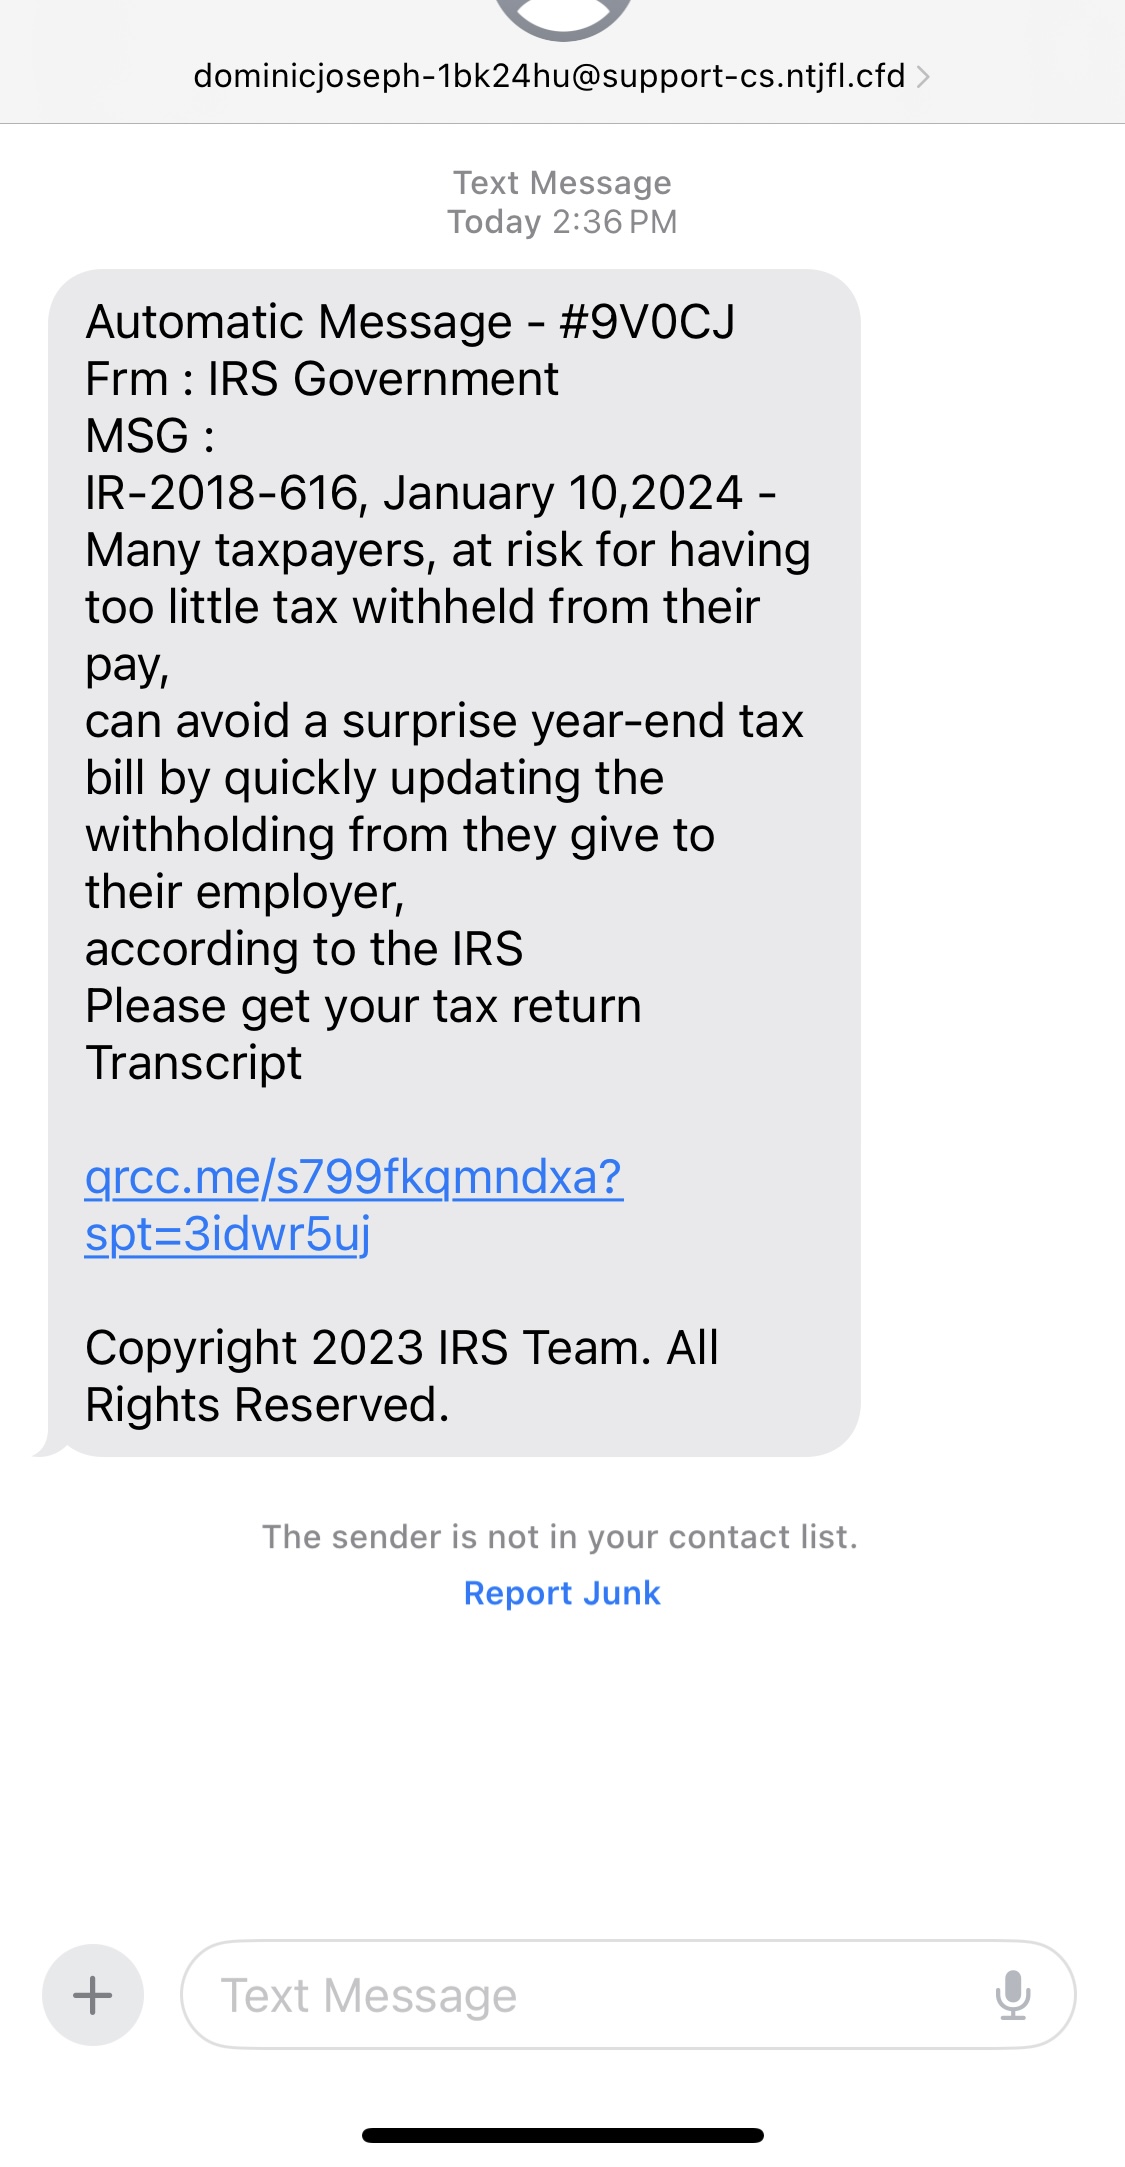 dominicjoseph-1bk24hu@support-cs.ntjfl.cfd
Text Message
Today 2:36 PM
Automatic Message - #9V0CJ
Frm : IRS Government
MSG :
IR-2018-616, January 10,2024 -
Many taxpayers, at risk for having
too little tax withheld from their
pay,
can avoid a surprise year-end tax
bill by quickly updating the
withholding from they give to
their employer,
according to the IRS
Please get your tax return
Transcript
qrcc.me/s799fkqmndxa?
spt=3idwr5uj
Copyright 2023 IRS Team. All
Rights Reserved.
The sender is not in your contact list.
Report Junk
Text Message